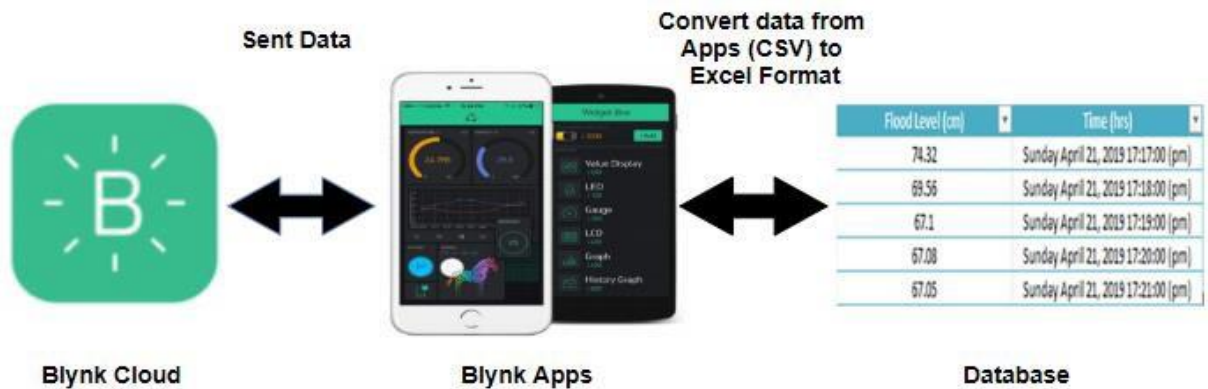 Sent Data
Convert data from
Apps (CSV) to
Excel Format
B
Widget Box
Value Display
LED
Gauge
LCD
Graph
History Graph
Flood Level (cm) Time (hrs)
74.32 Sunday April 21, 2019 17:17:00 (pm)
69.56 Sunday April 21, 2019 17:18:00 (pm)
67.1 Sunday April 21, 2019 17:19:00 (pm)
67.08 Sunday April 21, 2019 17:20:00 (pm)
67.05 Sunday April 21, 2019 17:21:00 (pm)
Blynk Cloud
Blynk Apps
Database